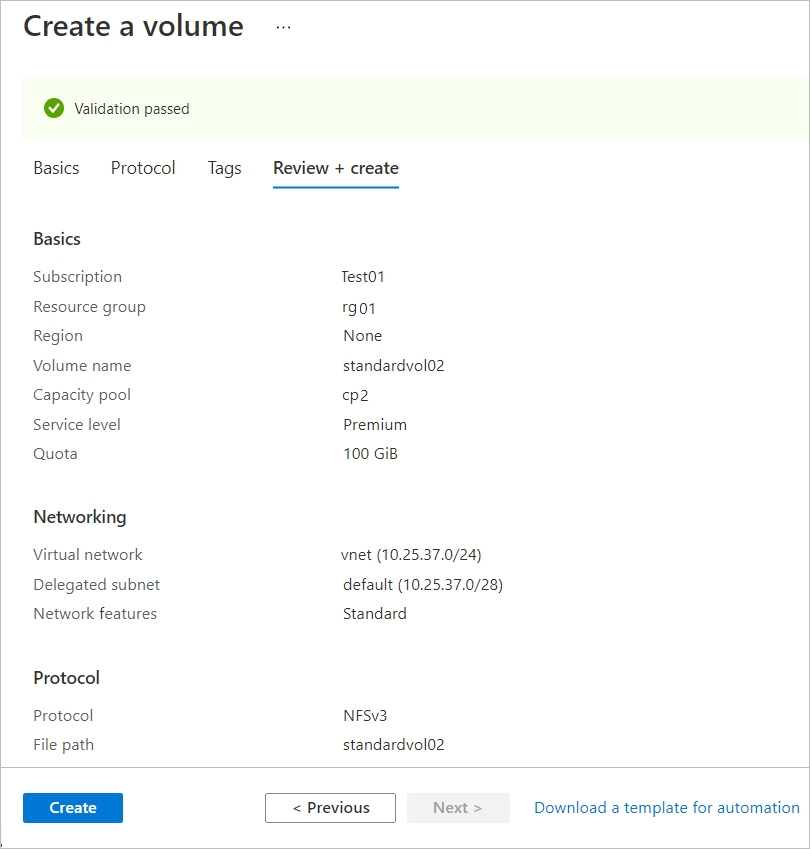 Create a volume ...
Validation passed
Basics Protocol Tags Review + create
Basics
Subscription Test01
Resource group rg01
Region None
Volume name standardvol02
Capacity pool cp2
Service level Premium
Quota 100 GiB
Networking
Virtual network vnet (10.25.37.0/24)
Delegated subnet default (10.25.37.0/28)
Network features Standard
Protocol
Protocol NFSv3
File path standardvol02
Create < Previous Next > Download a template for automation